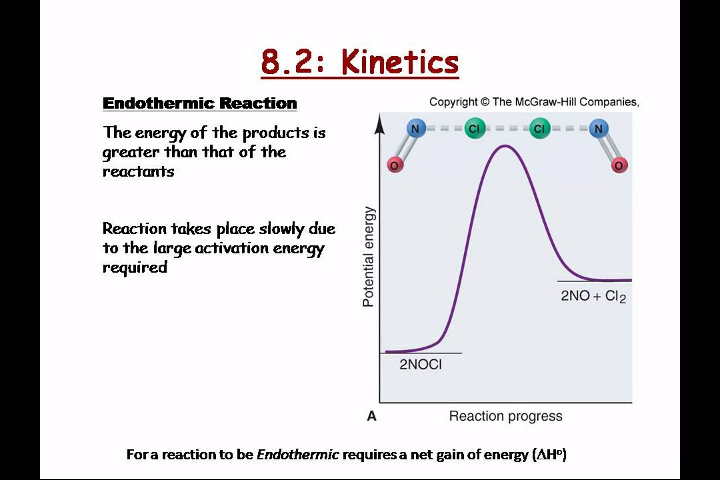 8.2: Kinetics
Endothermic Reaction
The energy of the products is
greater than that of the
reactants
Reaction takes place slowly due
to the large activation energy
required
Copyright © The McGraw-Hill Companies,
N Cl Cl N
O O
Potential energy
2NO + Cl₂
2NOCl
A Reaction progress
For a reaction to be Endothermic requires a net gain of energy (ΔHº)